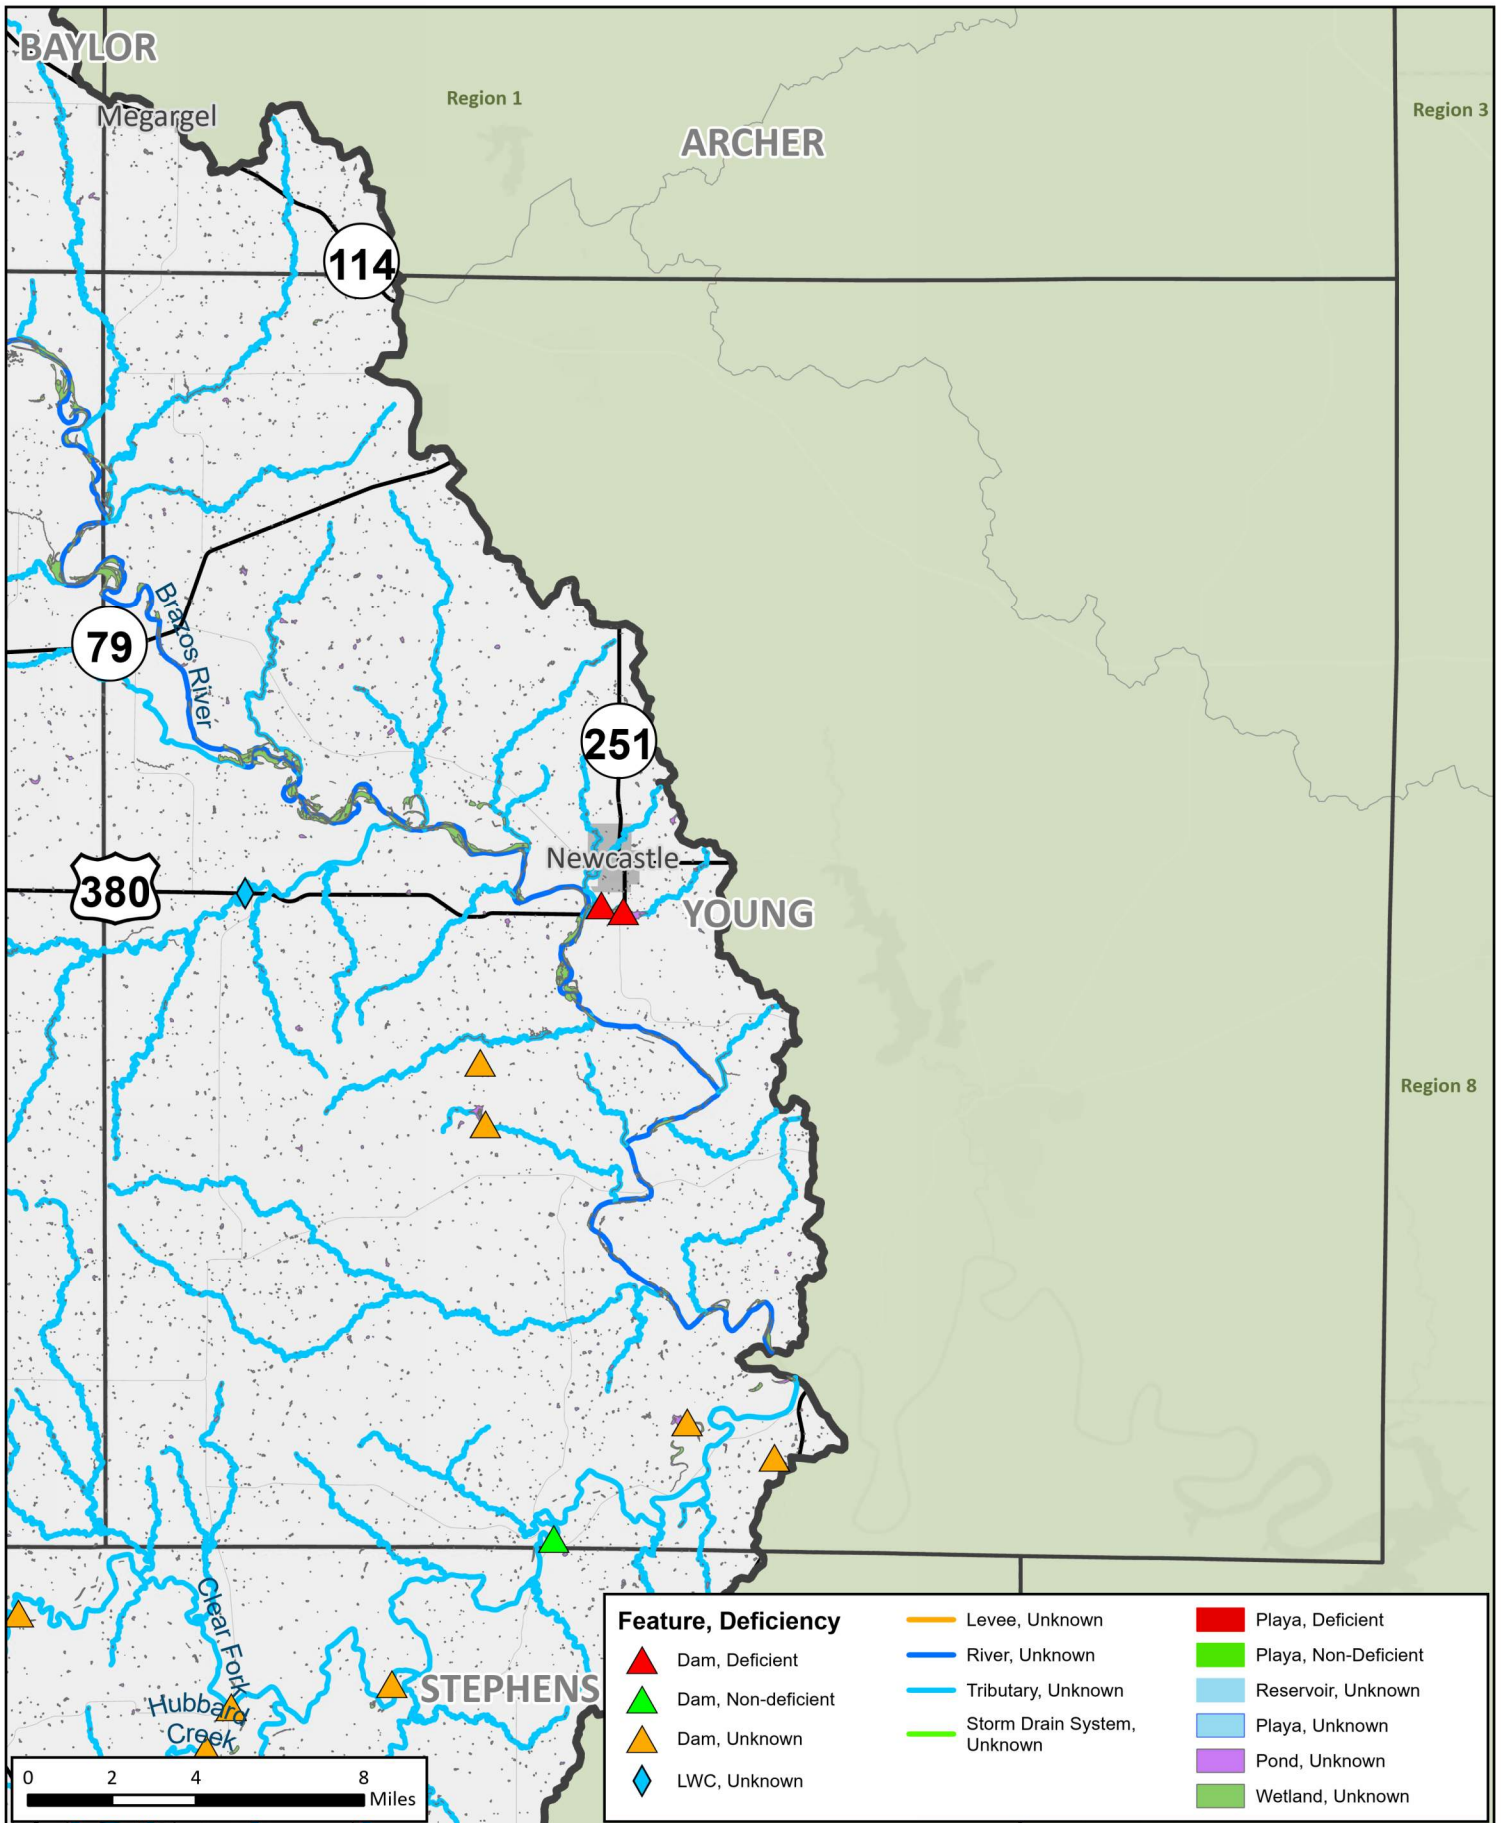 BAYLOR
Megargel
Region 1
ARCHER
Region 3
114
79
Brazos River
251
Newcastle
380
YOUNG
Region 8
Clear Fork
Hubbard
Creek
STEPHENS
0 2 4 8
Miles
Feature, Deficiency
Dam, Deficient
Dam, Non-deficient
Dam, Unknown
LWC, Unknown
Levee, Unknown
River, Unknown
Tributary, Unknown
Storm Drain System,
Unknown
Playa, Deficient
Playa, Non-Deficient
Reservoir, Unknown
Playa, Unknown
Pond, Unknown
Wetland, Unknown